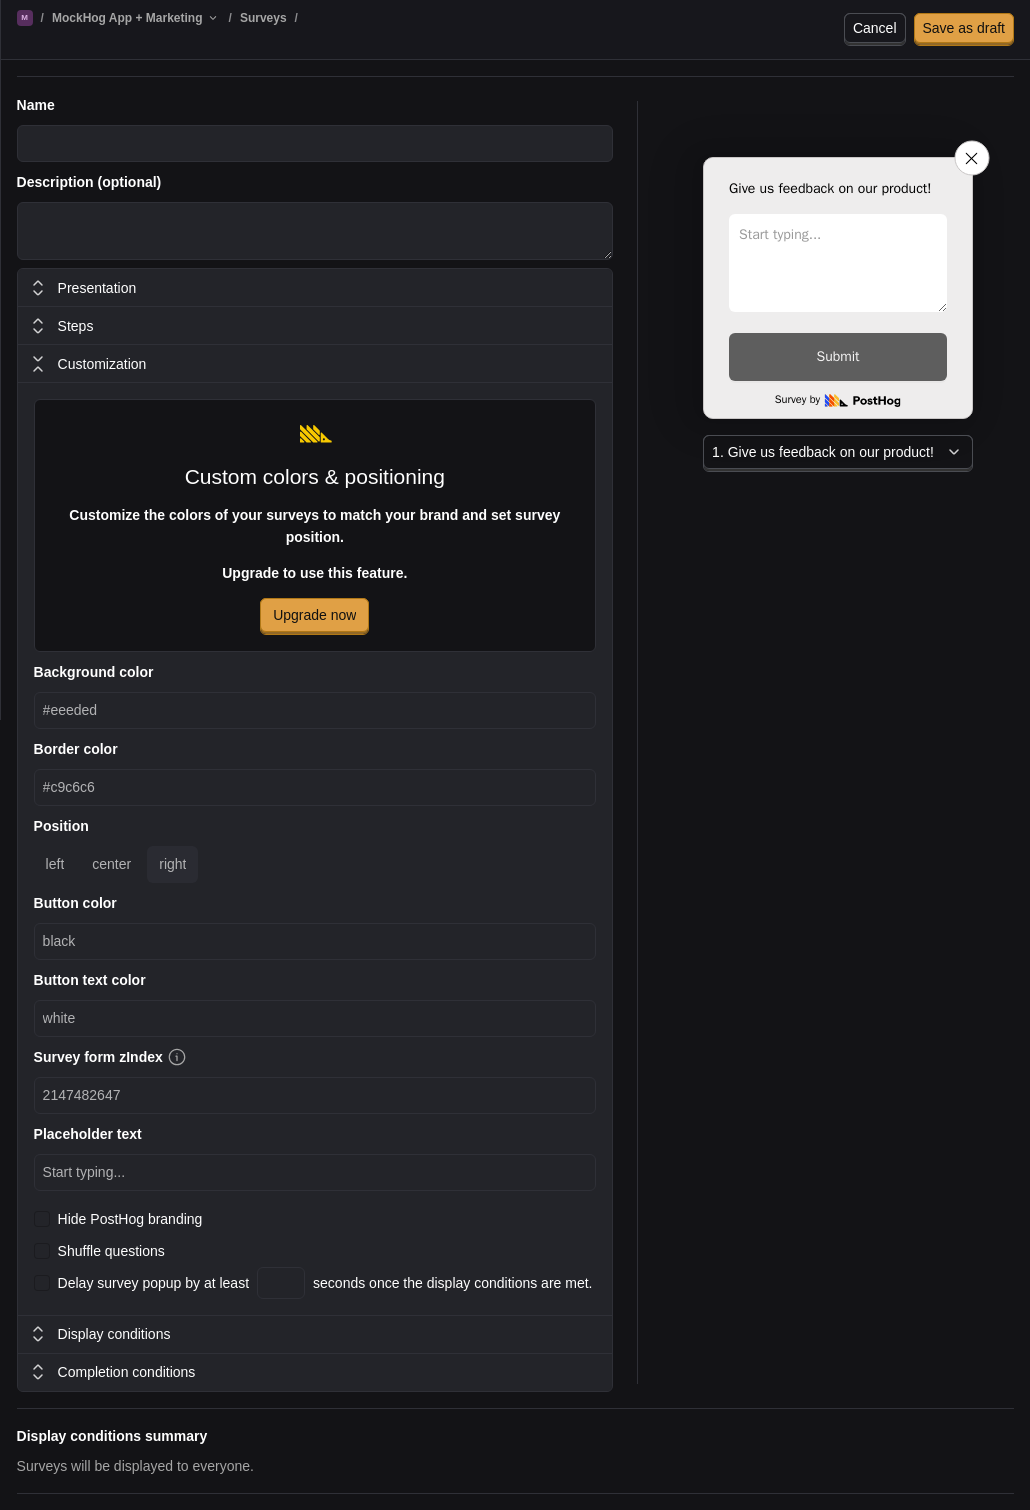 M / MockHog App + Marketing / Surveys /
Cancel
Save as draft
Name
Description (optional)
Presentation
Steps
Customization
Custom colors & positioning
Customize the colors of your surveys to match your brand and set survey
position.
Upgrade to use this feature.
Upgrade now
Background color
#eeeded
Border color
#c9c6c6
Position
left center right
Button color
black
Button text color
white
Survey form zIndex
2147482647
Placeholder text
Start typing...
Hide PostHog branding
Shuffle questions
Delay survey popup by at least seconds once the display conditions are met.
Display conditions
Completion conditions
Give us feedback on our product!
Start typing...
Submit
Survey by PostHog
1. Give us feedback on our product!
Display conditions summary
Surveys will be displayed to everyone.